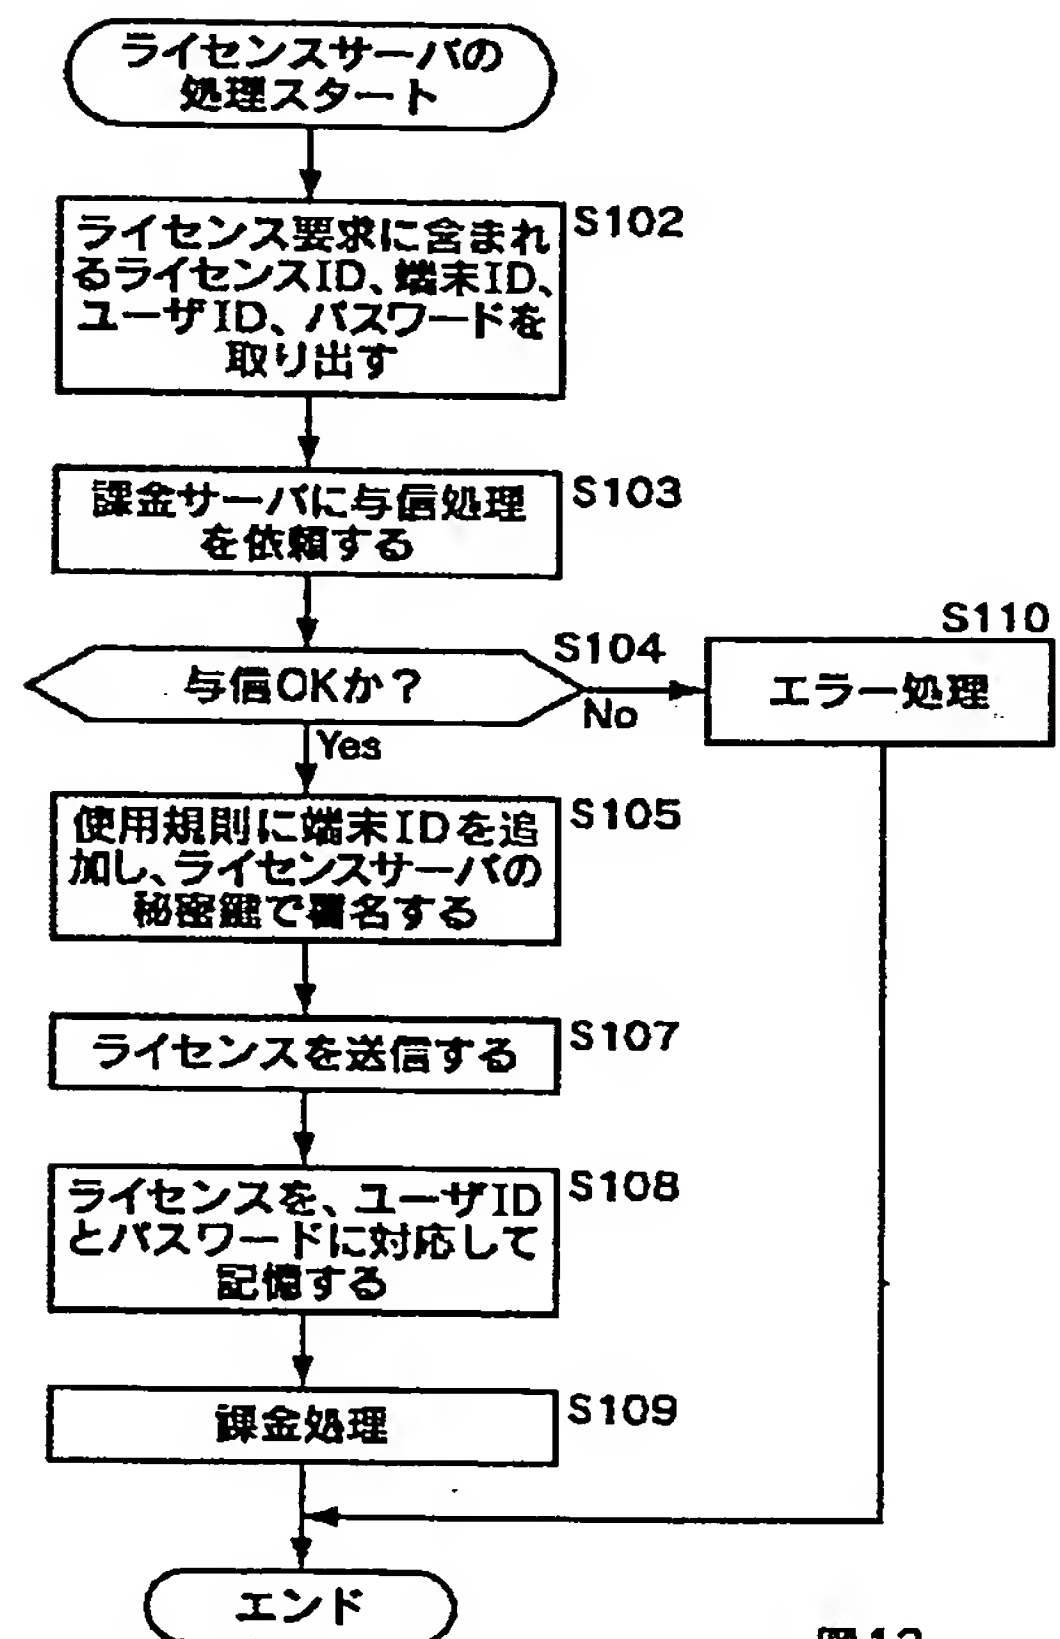 ライセンスサーバの
処理スタート
ライセンス要求に含まれ
るライセンスID、端末ID、
ユーザID、パスワードを
取り出す
S102
課金サーバに与信処理
を依頼する
S103
与信OKか？
S104
No
Yes
S110
エラー処理
使用規則に端末IDを追
加し、ライセンスサーバの
秘密鍵で署名する
S105
ライセンスを送信する
S107
ライセンスを、ユーザID
とパスワードに対応して
記憶する
S108
課金処理
S109
エンド